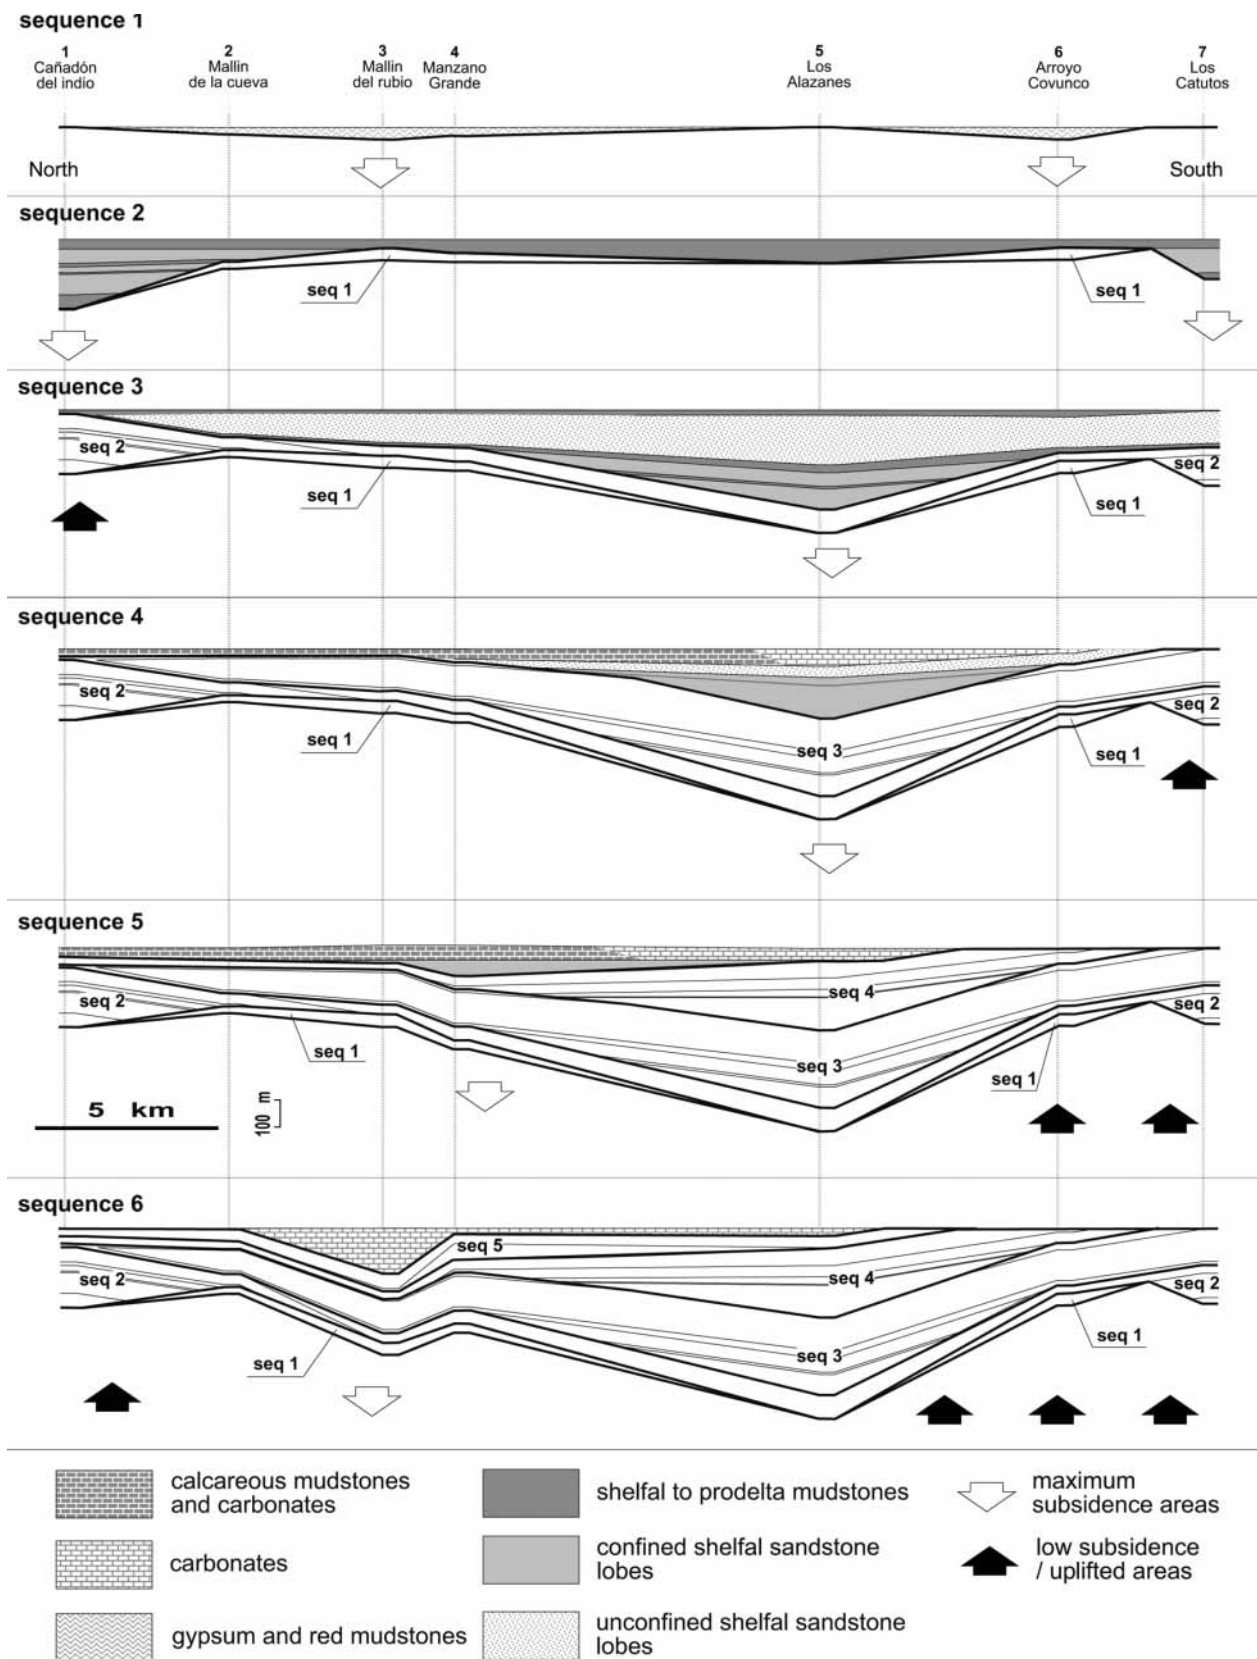 sequence 1
1
Cañadón
del indio
2
Mallin
de la cueva
3
Mallin
del rubio
4
Manzano
Grande
5
Los
Alazanes
6
Arroyo
Covunco
7
Los
Catutos
North
South
sequence 2
seq 1
seq 1
sequence 3
seq 2
seq 1
seq 2
seq 1
sequence 4
seq 2
seq 1
seq 3
seq 2
seq 1
sequence 5
seq 2
seq 1
seq 4
seq 3
seq 2
seq 1
5 km
100 m
sequence 6
seq 5
seq 2
seq 4
seq 2
seq 1
seq 3
seq 1
calcareous mudstones
and carbonates
carbonates
gypsum and red mudstones
shelfal to prodelta mudstones
confined shelfal sandstone
lobes
unconfined shelfal sandstone
lobes
maximum
subsidence areas
low subsidence
/ uplifted areas